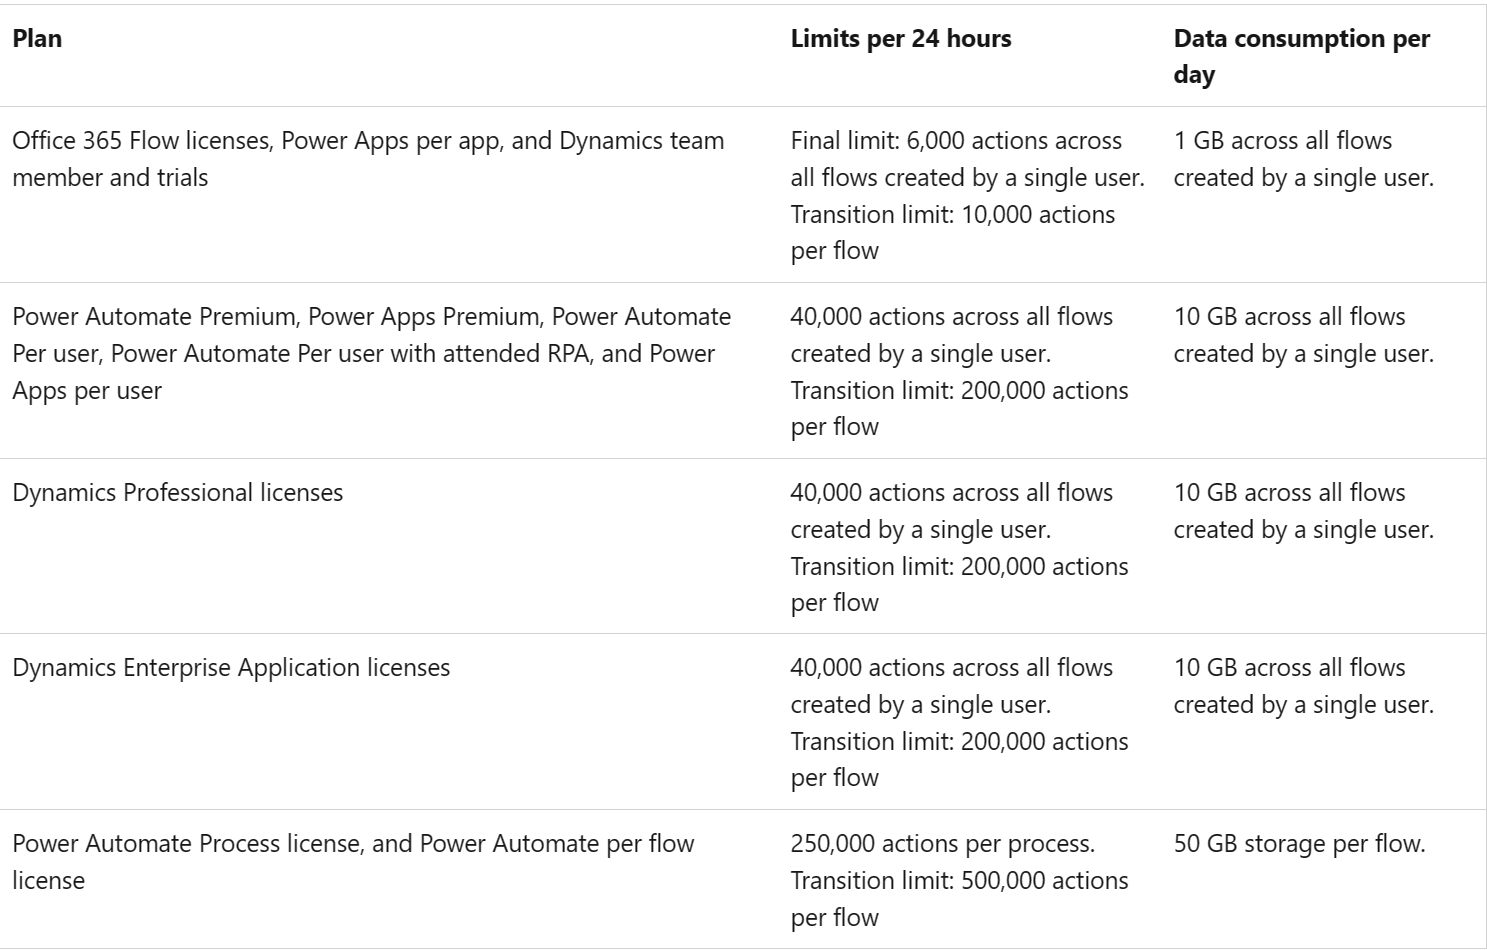 Plan
Limits per 24 hours
Data consumption per
day
Office 365 Flow licenses, Power Apps per app, and Dynamics team
member and trials
Final limit: 6,000 actions across
all flows created by a single user.
Transition limit: 10,000 actions
per flow
1 GB across all flows
created by a single user.
Power Automate Premium, Power Apps Premium, Power Automate
Per user, Power Automate Per user with attended RPA, and Power
Apps per user
40,000 actions across all flows
created by a single user.
Transition limit: 200,000 actions
per flow
10 GB across all flows
created by a single user.
Dynamics Professional licenses
40,000 actions across all flows
created by a single user.
Transition limit: 200,000 actions
per flow
10 GB across all flows
created by a single user.
Dynamics Enterprise Application licenses
40,000 actions across all flows
created by a single user.
Transition limit: 200,000 actions
per flow
10 GB across all flows
created by a single user.
Power Automate Process license, and Power Automate per flow
license
250,000 actions per process.
Transition limit: 500,000 actions
per flow
50 GB storage per flow.